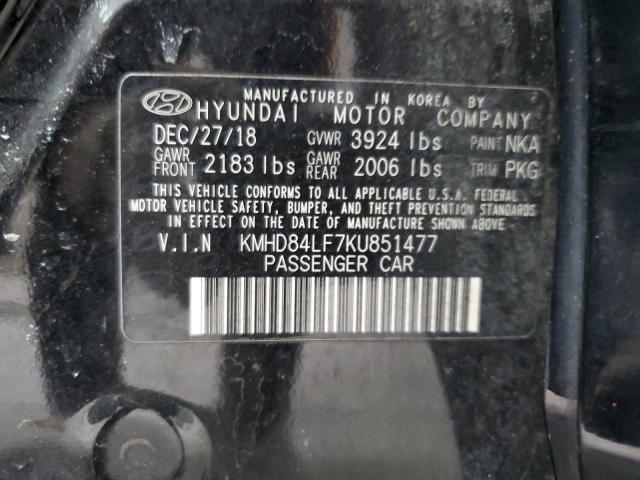 MANUFACTURED IN KOREA BY
HYUNDAI MOTOR COMPANY
DEC/27/18 GVWR 3924 lbs PAINT NKA
GAWR FRONT 2183 lbs GAWR REAR 2006 lbs TRIM PKG
THIS VEHICLE CONFORMS TO ALL APPLICABLE U.S.A. FEDERAL
MOTOR VEHICLE SAFETY, BUMPER, AND THEFT PREVENTION STANDARDS
IN EFFECT ON THE DATE OF MANUFACTURE SHOWN ABOVE.
V.I.N KMHD84LF7KU851477
PASSENGER CAR